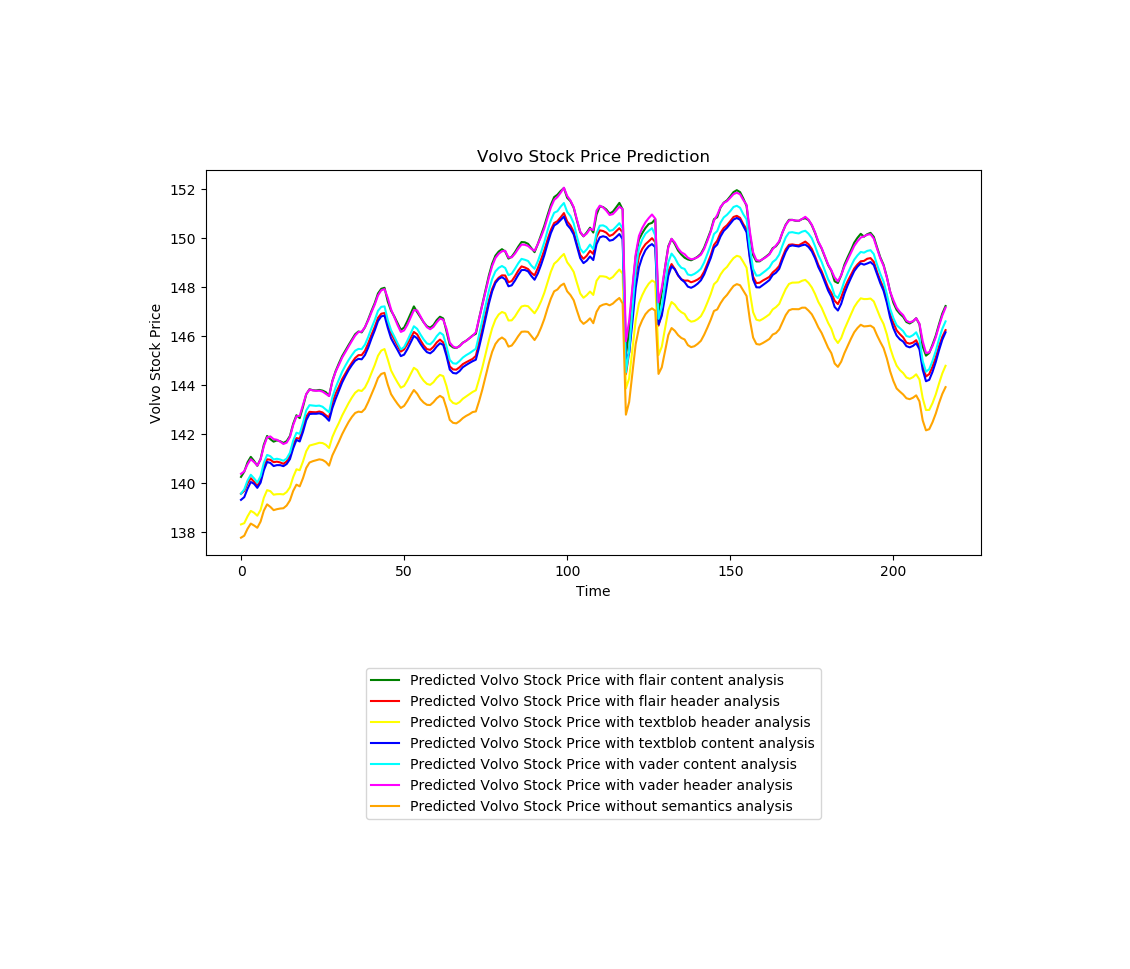 Volvo Stock Price Prediction
152
150
148
146
144
142
140
138
Volvo Stock Price
0 50 100 150 200
Time
Predicted Volvo Stock Price with flair content analysis
Predicted Volvo Stock Price with flair header analysis
Predicted Volvo Stock Price with textblob header analysis
Predicted Volvo Stock Price with textblob content analysis
Predicted Volvo Stock Price with vader content analysis
Predicted Volvo Stock Price with vader header analysis
Predicted Volvo Stock Price without semantics analysis